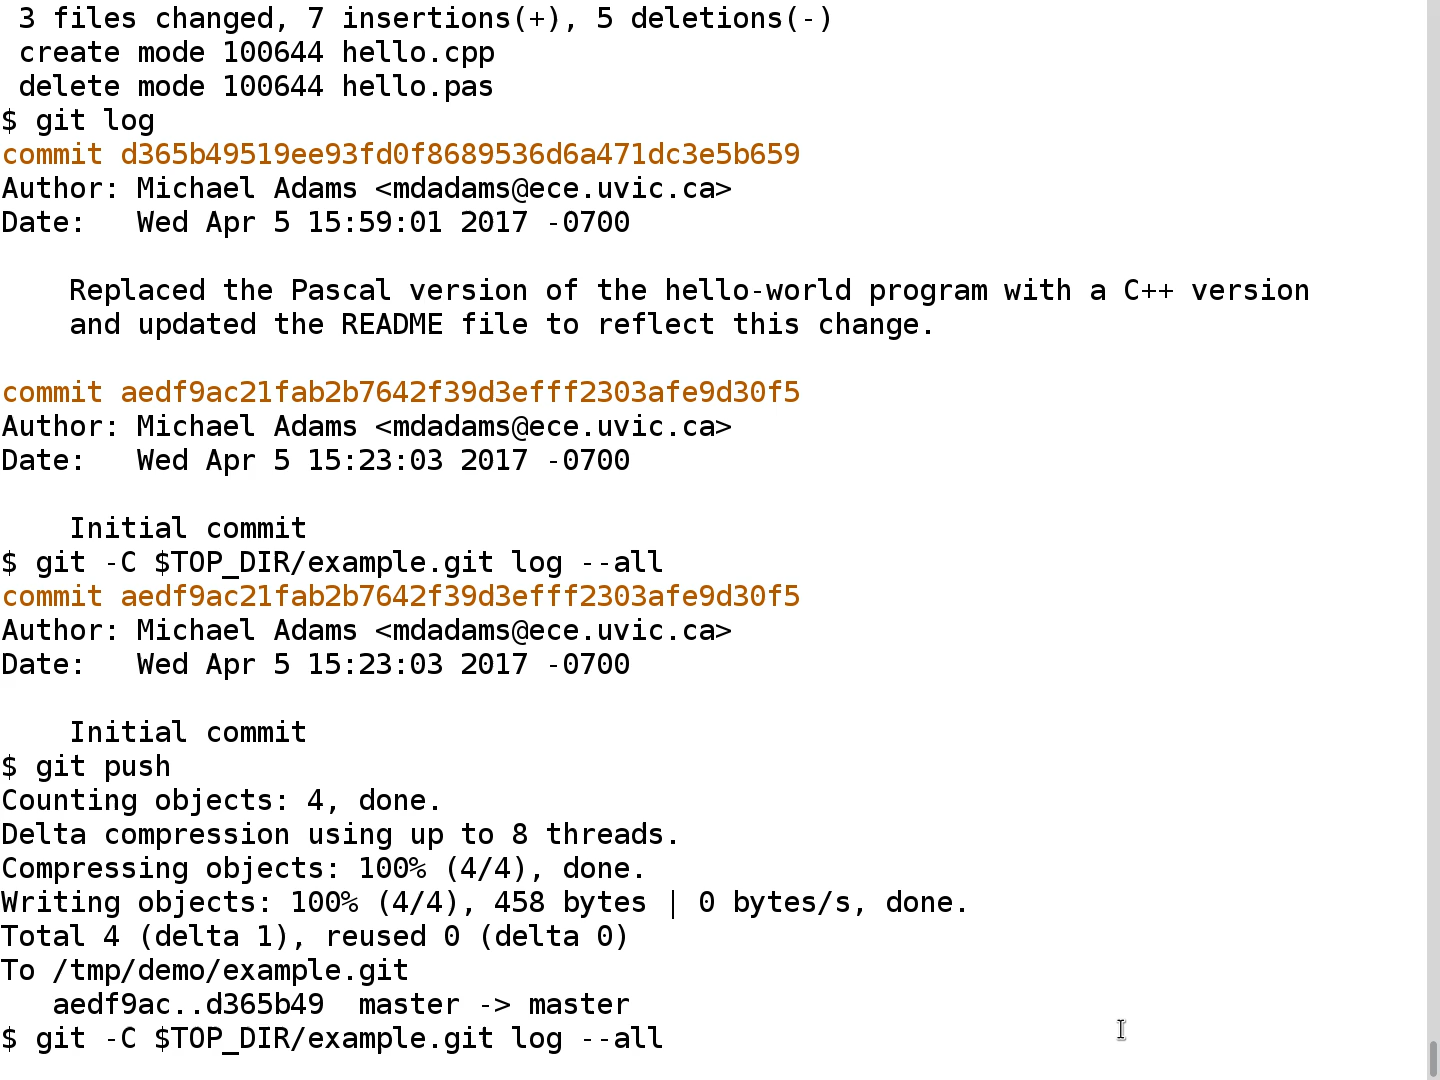 3 files changed, 7 insertions(+), 5 deletions(-)
create mode 100644 hello.cpp
delete mode 100644 hello.pas
$ git log
commit d365b49519ee93fd0f8689536d6a471dc3e5b659
Author: Michael Adams <mdadams@ece.uvic.ca>
Date:   Wed Apr 5 15:59:01 2017 -0700
Replaced the Pascal version of the hello-world program with a C++ version
and updated the README file to reflect this change.
commit aedf9ac21fab2b7642f39d3efff2303afe9d30f5
Author: Michael Adams <mdadams@ece.uvic.ca>
Date:   Wed Apr 5 15:23:03 2017 -0700
Initial commit
$ git -C $TOP_DIR/example.git log --all
commit aedf9ac21fab2b7642f39d3efff2303afe9d30f5
Author: Michael Adams <mdadams@ece.uvic.ca>
Date:   Wed Apr 5 15:23:03 2017 -0700
Initial commit
$ git push
Counting objects: 4, done.
Delta compression using up to 8 threads.
Compressing objects: 100% (4/4), done.
Writing objects: 100% (4/4), 458 bytes | 0 bytes/s, done.
Total 4 (delta 1), reused 0 (delta 0)
To /tmp/demo/example.git
aedf9ac..d365b49  master -> master
$ git -C $TOP_DIR/example.git log --all